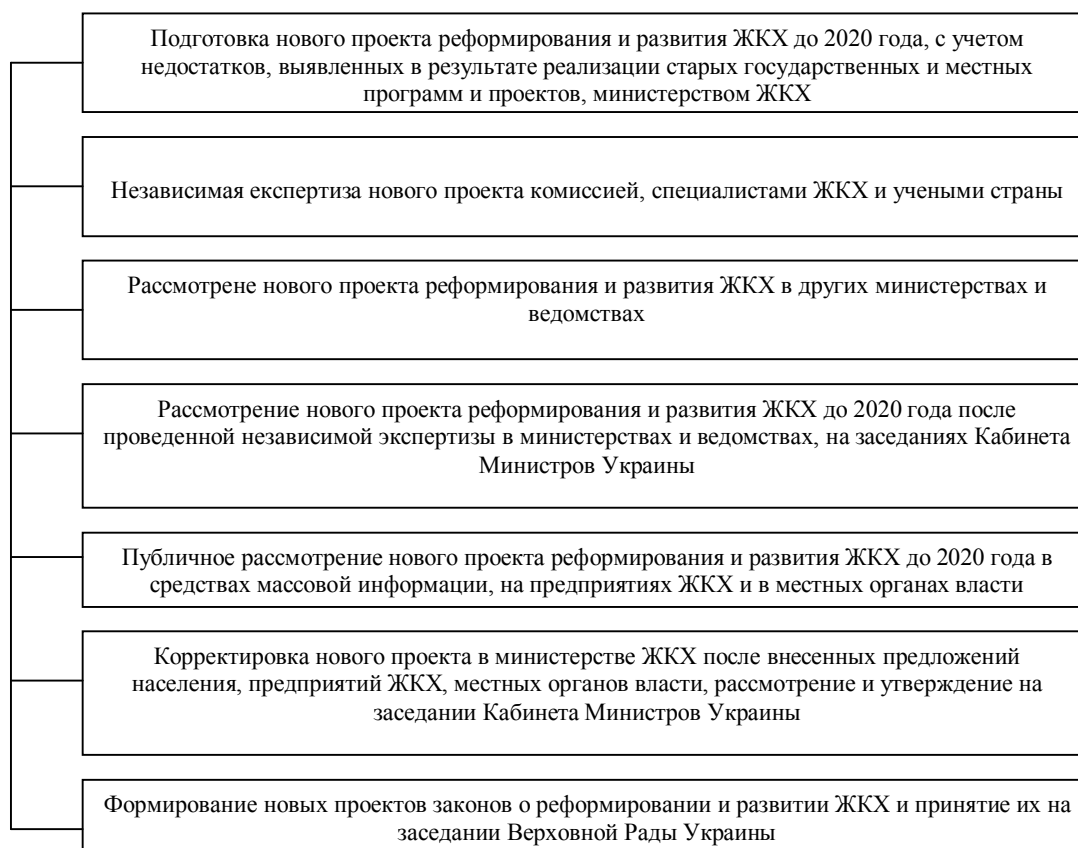 Подготовка нового проекта реформирования и развития ЖКХ до 2020 года, с учетом
недостатков, выявленных в результате реализации старых государственных и местных
программ и проектов, министерством ЖКХ
Независимая експертиза нового проекта комиссией, специалистами ЖКХ и учеными страны
Рассмотрене нового проекта реформирования и развития ЖКХ в других министерствах и
ведомствах
Рассмотрение нового проекта реформирования и развития ЖКХ до 2020 года после
проведенной независимой экспертизы в министерствах и ведомствах, на заседаниях Кабинета
Министров Украины
Публичное рассмотрение нового проекта реформирования и развития ЖКХ до 2020 года в
средствах массовой информации, на предприятиях ЖКХ и в местных органах власти
Корректировка нового проекта в министерстве ЖКХ после внесенных предложений
населения, предприятий ЖКХ, местных органов власти, рассмотрение и утверждение на
заседании Кабинета Министров Украины
Формирование новых проектов законов о реформировании и развитии ЖКХ и принятие их на
заседании Верховной Рады Украины